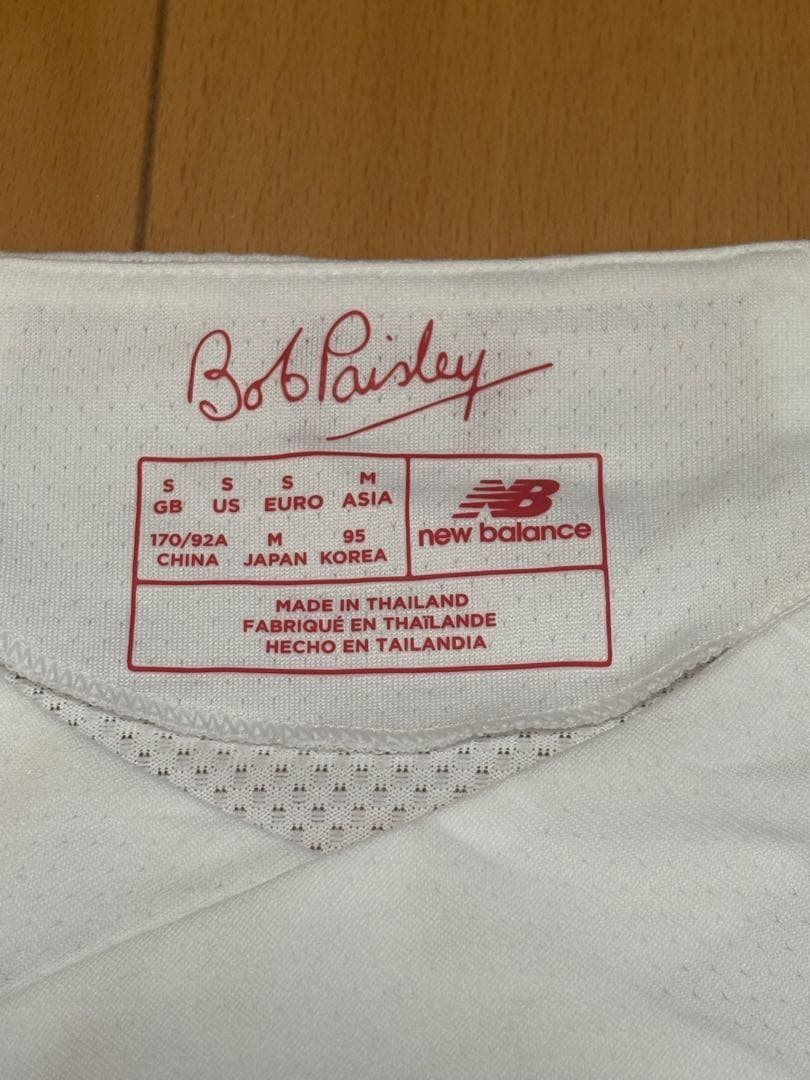 Bob Paisley
S S S M
GB US EURO ASIA
170/92A M 95
CHINA JAPAN KOREA
NB
new balance
MADE IN THAILAND
FABRIQUÉ EN THAÏLANDE
HECHO EN TAILANDIA